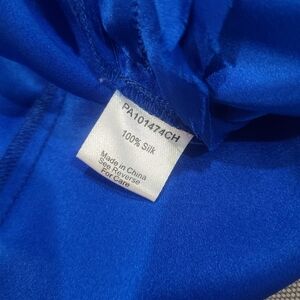 PA101474CH
100% Silk
Made in China
See Reverse
For Care